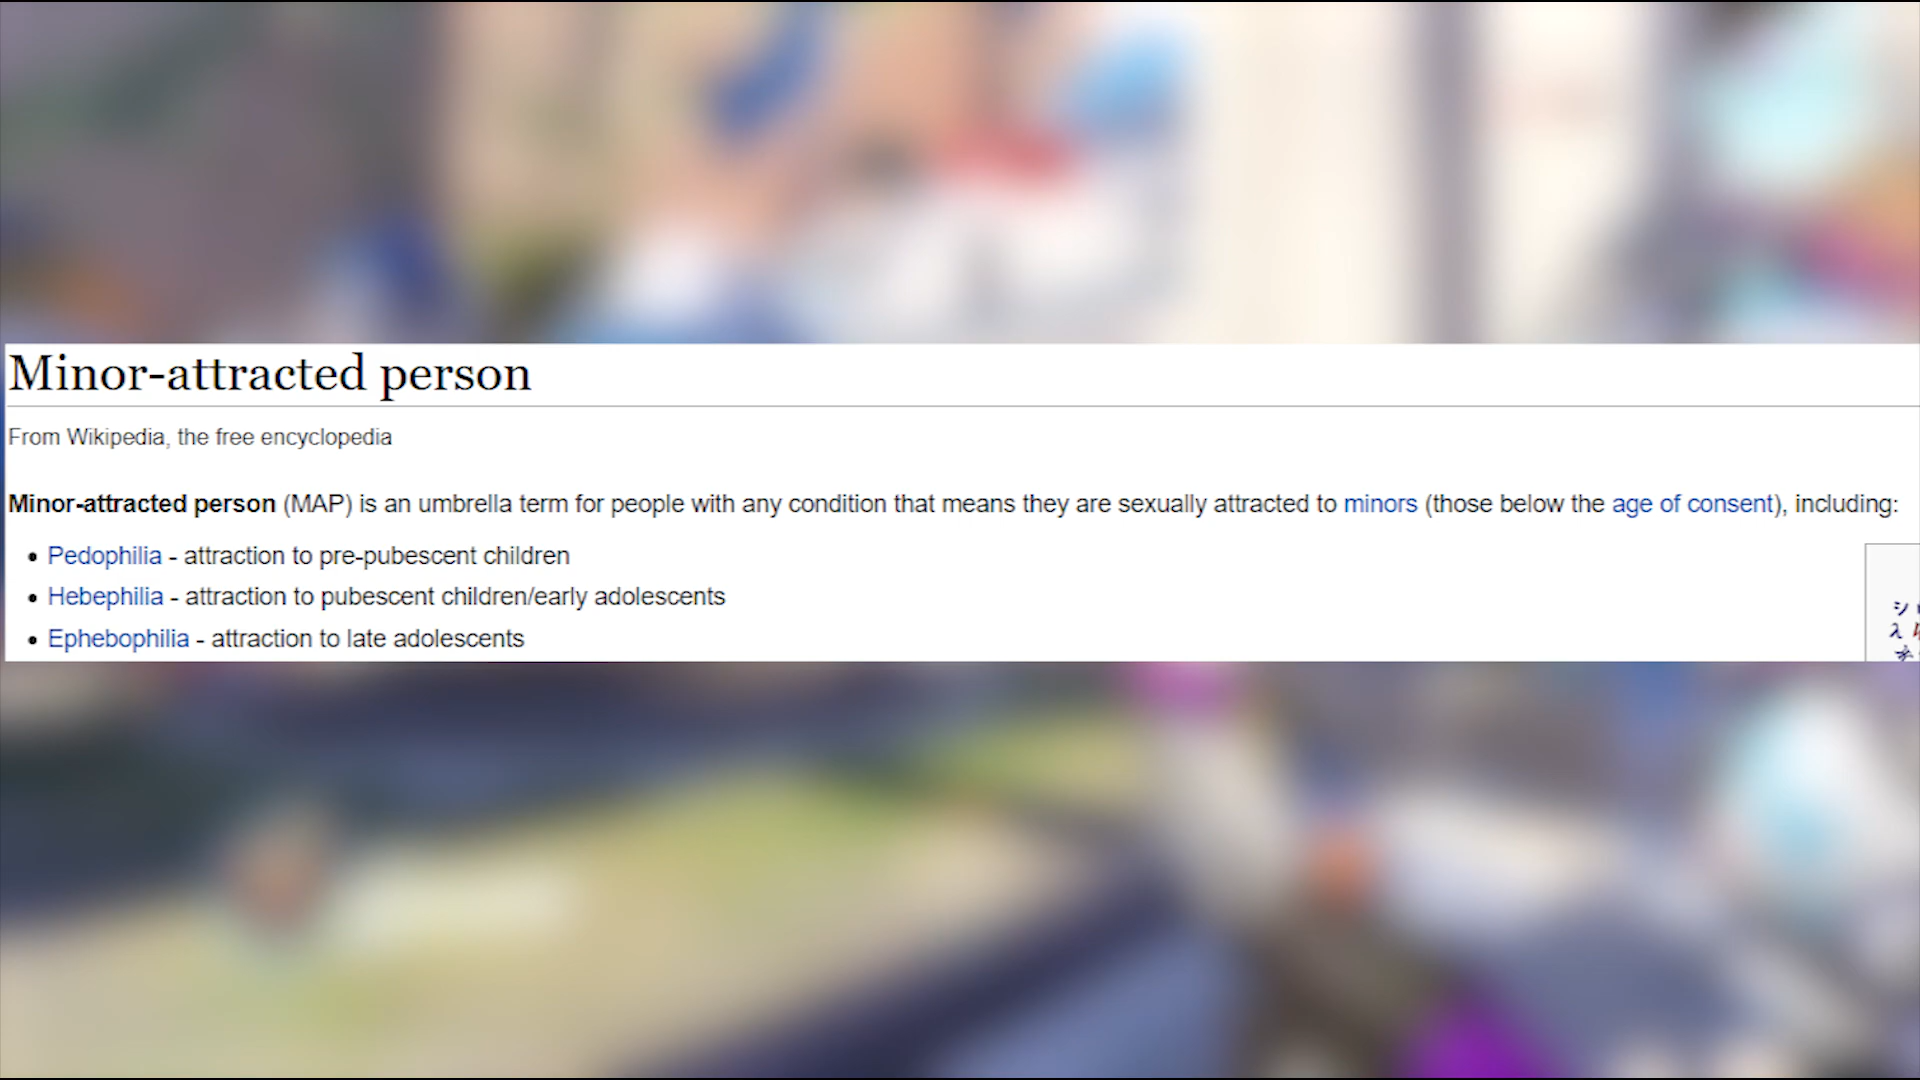 Minor-attracted person
From Wikipedia, the free encyclopedia
Minor-attracted person (MAP) is an umbrella term for people with any condition that means they are sexually attracted to minors (those below the age of consent), including:
• Pedophilia - attraction to pre-pubescent children
• Hebephilia - attraction to pubescent children/early adolescents
• Ephebophilia - attraction to late adolescents